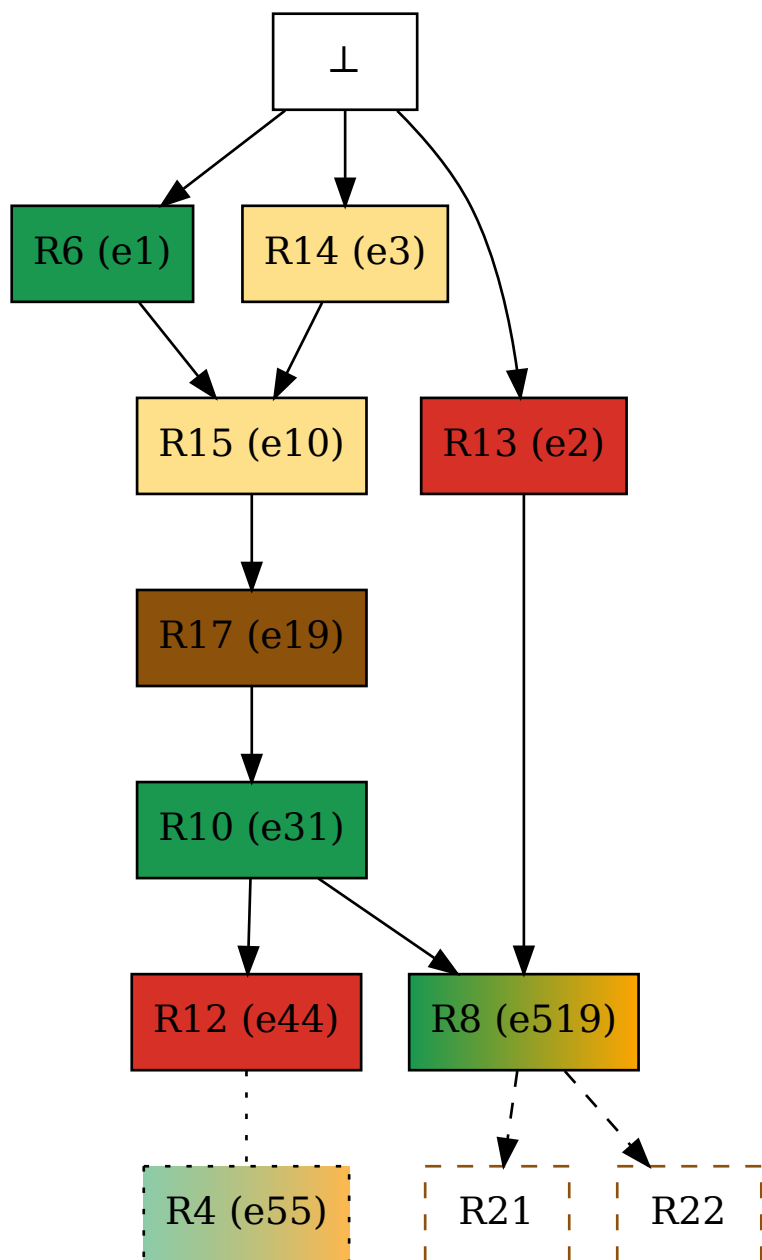 ⊥
R6 (e1)
R14 (e3)
R15 (e10)
R13 (e2)
R17 (e19)
R10 (e31)
R12 (e44)
R8 (e519)
R4 (e55)
R21
R22